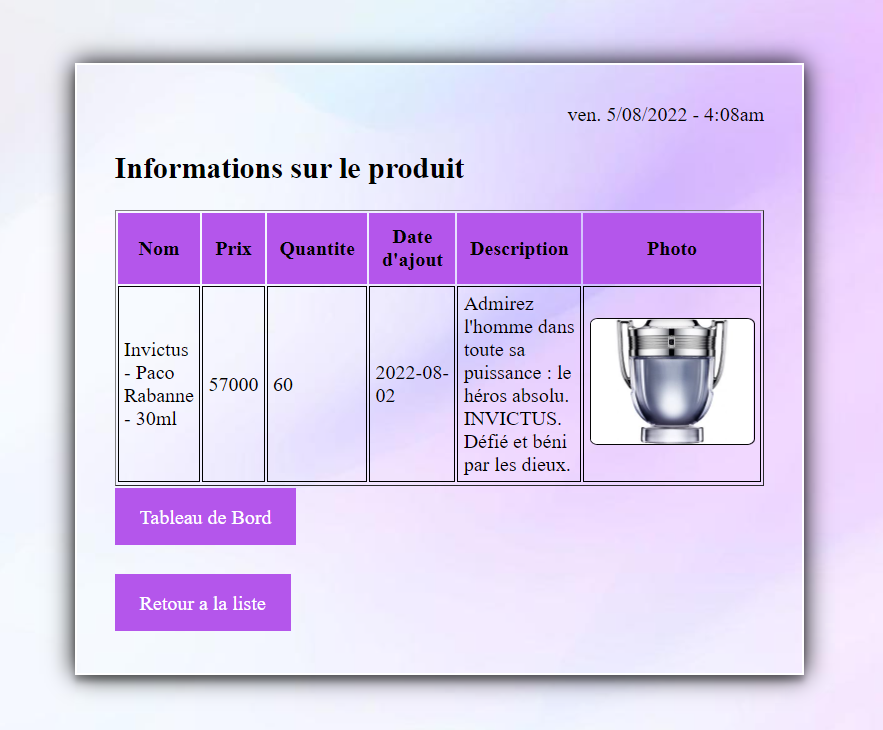 ven. 5/08/2022 - 4:08am
Informations sur le produit
Nom Prix Quantite Date d'ajout Description Photo
Invictus
- Paco
Rabanne
- 30ml
57000
60
2022-08-
02
Admirez
l'homme dans
toute sa
puissance : le
héros absolu.
INVICTUS.
Défié et béni
par les dieux.
Tableau de Bord
Retour a la liste